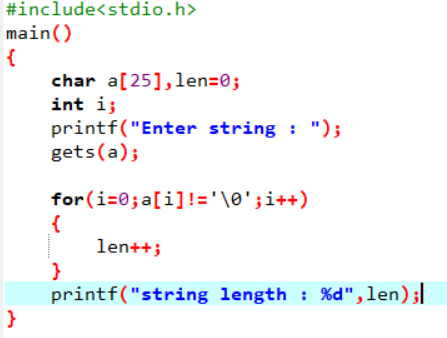 #include<stdio.h>
main()
{
    char a[25],len=0;
    int i;
    printf("Enter string : ");
    gets(a);
    for(i=0;a[i]!='\0';i++)
    {
        len++;
    }
    printf("string length : %d",len);
}